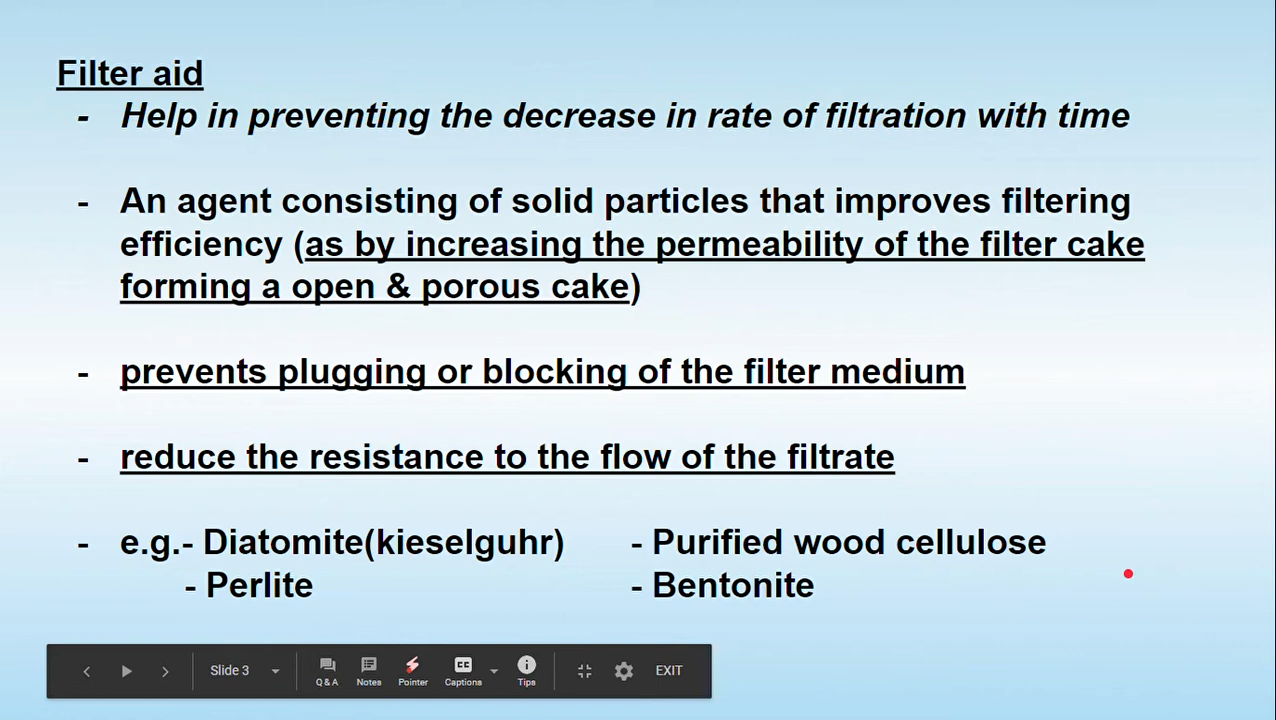 Filter aid
- Help in preventing the decrease in rate of filtration with time
- An agent consisting of solid particles that improves filtering
efficiency (as by increasing the permeability of the filter cake
forming a open & porous cake)
- prevents plugging or blocking of the filter medium
- reduce the resistance to the flow of the filtrate
- e.g.- Diatomite(kieselguhr) - Purified wood cellulose
- Perlite - Bentonite
Slide 3 Q & A Notes Pointer CC Captions Tips EXIT